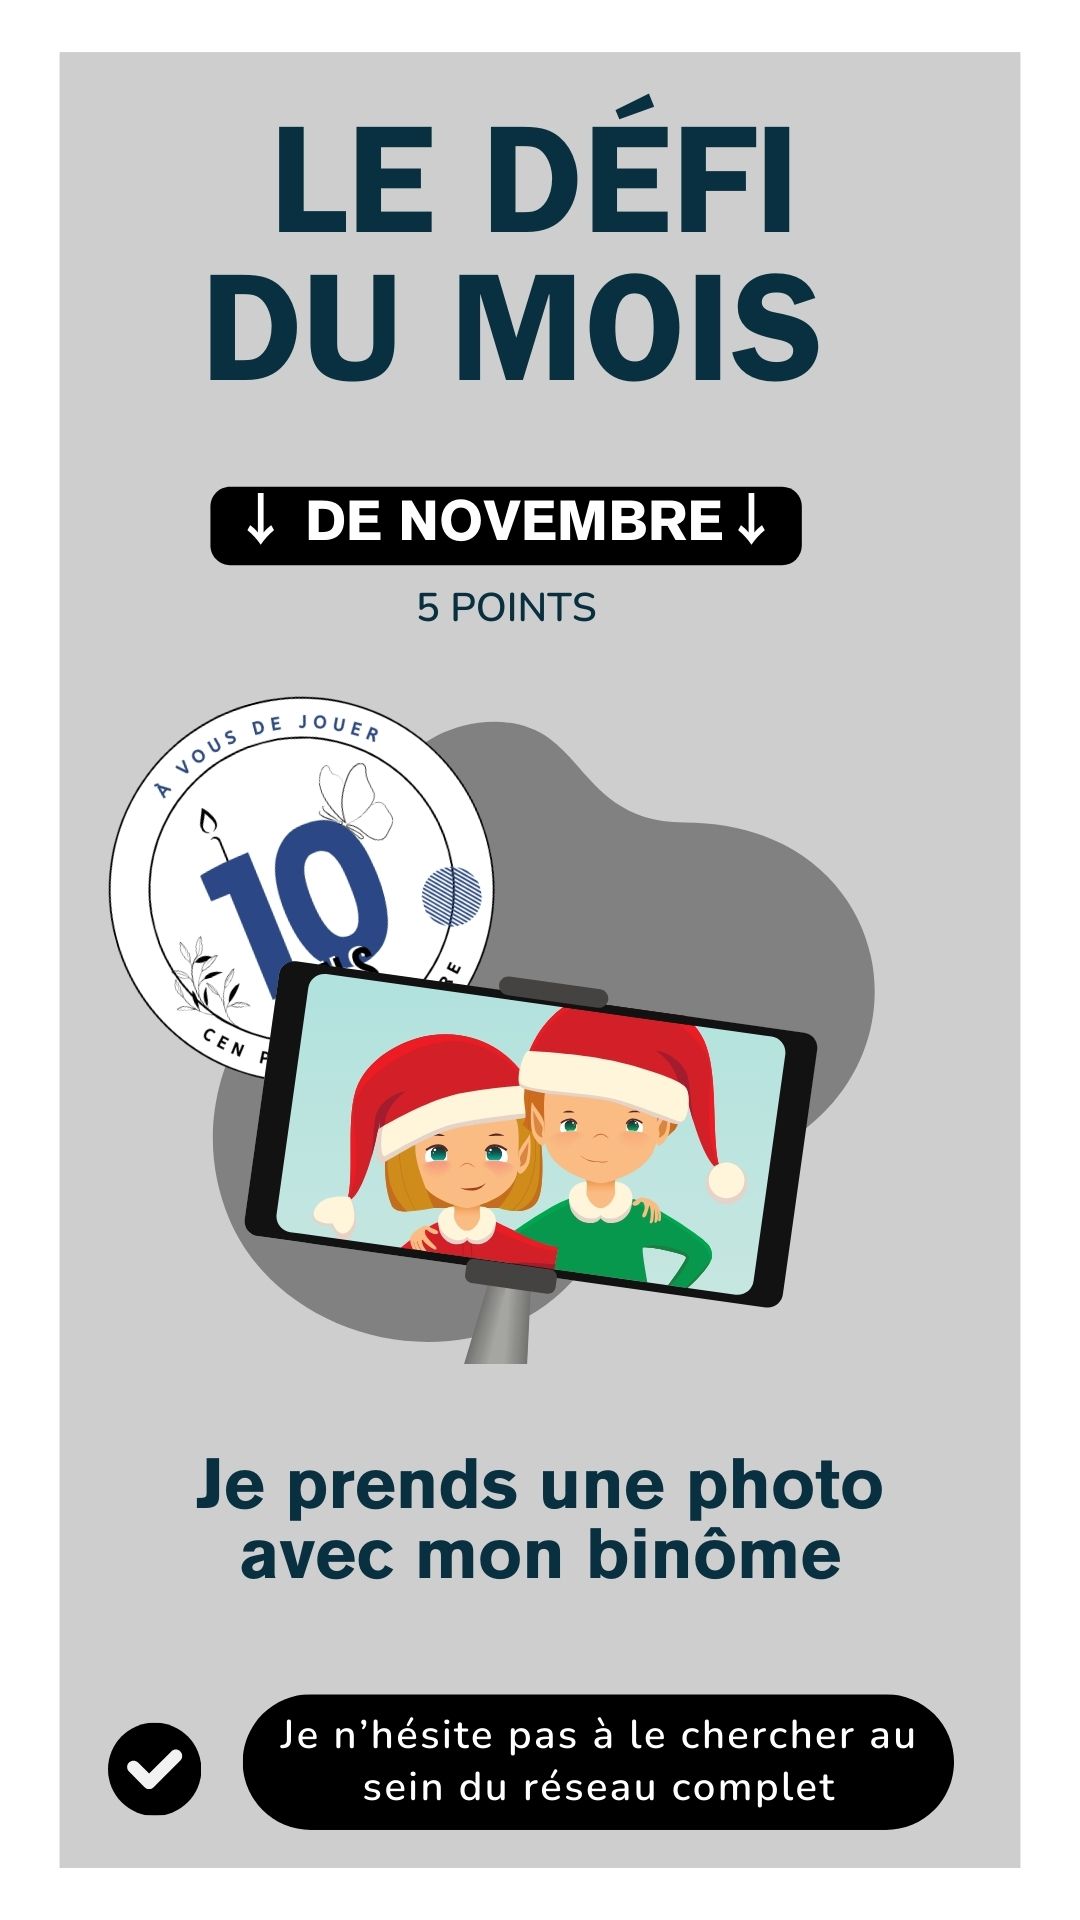 LE DÉFI
DU MOIS
↓ DE NOVEMBRE ↓
5 POINTS
À VOUS DE JOUER
10
CEN
Je prends une photo
avec mon binôme
Je n’hésite pas à le chercher au
sein du réseau complet